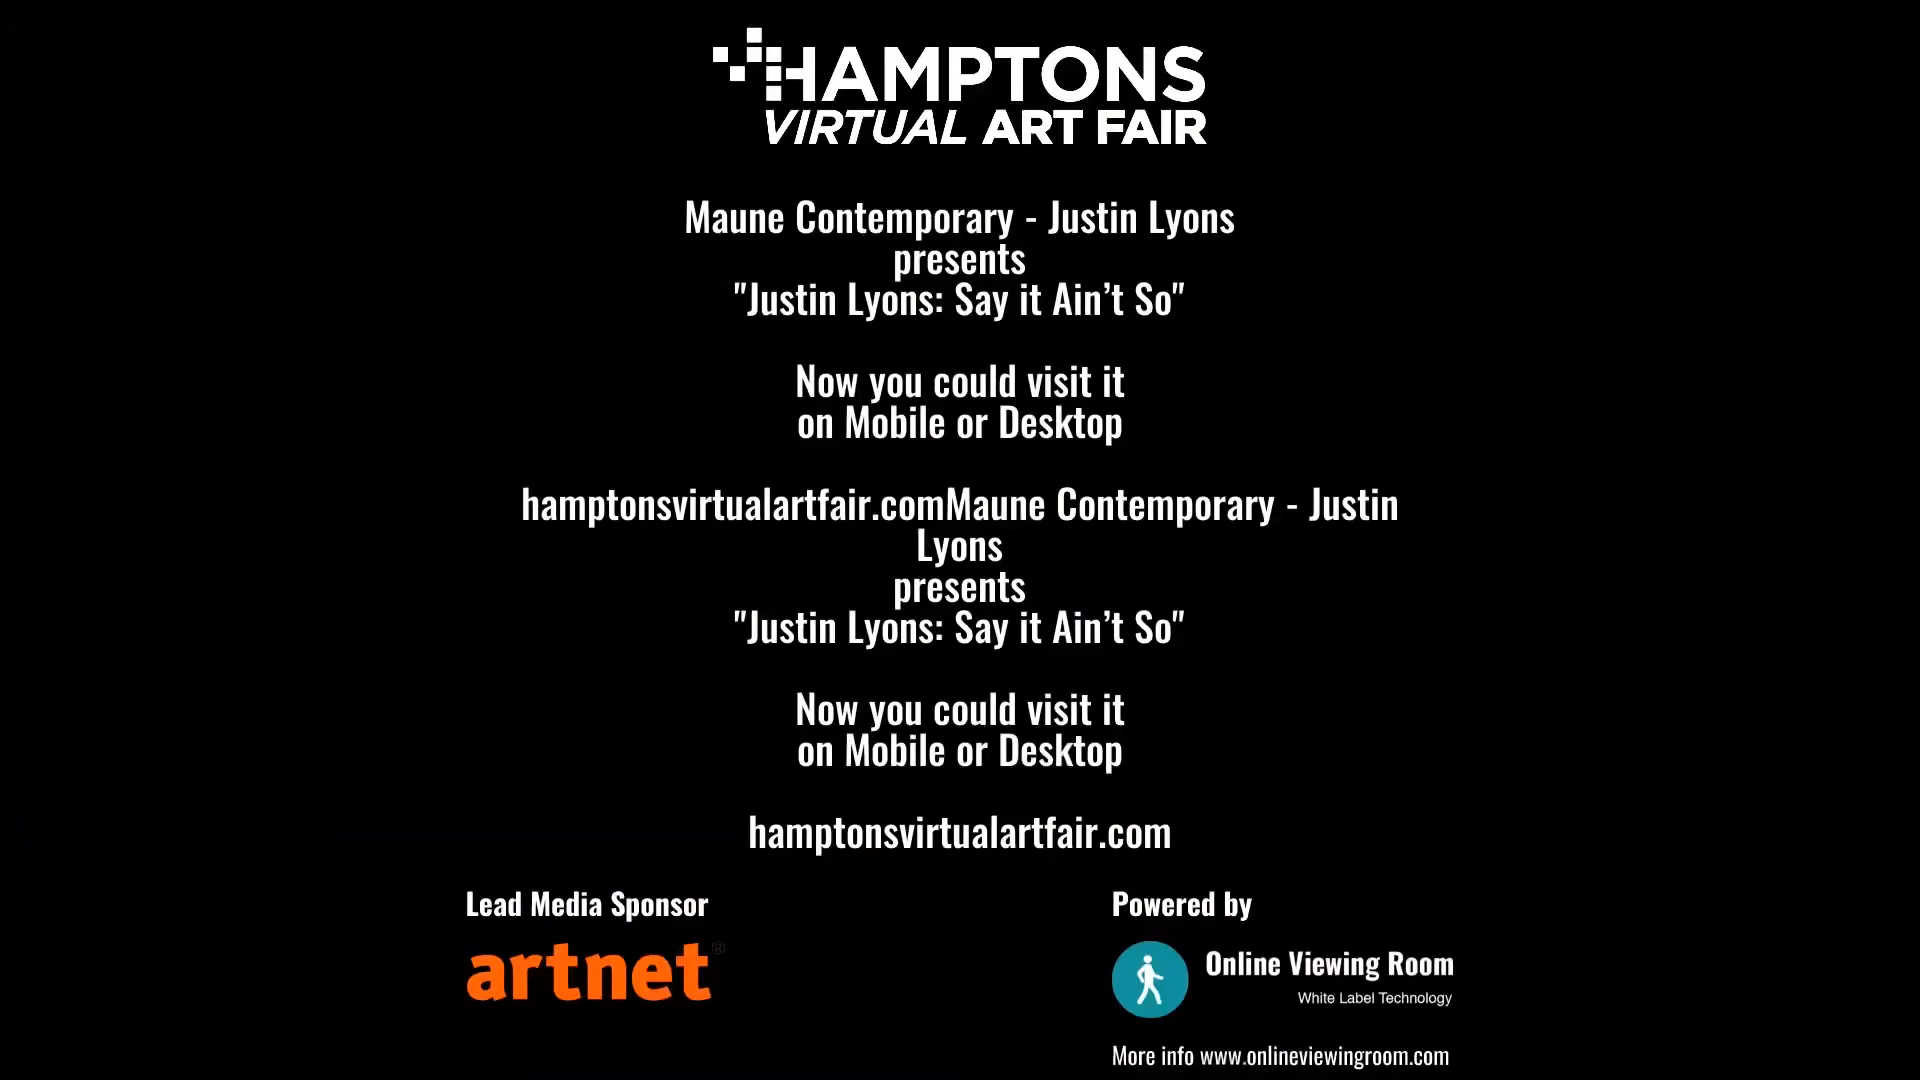 HAMPTONS
VIRTUAL ART FAIR
Maune Contemporary - Justin Lyons
presents
"Justin Lyons: Say it Ain’t So"
Now you could visit it
on Mobile or Desktop
hamptonsvirtualartfair.comMaune Contemporary - Justin
Lyons
presents
"Justin Lyons: Say it Ain’t So"
Now you could visit it
on Mobile or Desktop
hamptonsvirtualartfair.com
Lead Media Sponsor
artnet®
Powered by
Online Viewing Room
White Label Technology
More info www.onlineviewingroom.com